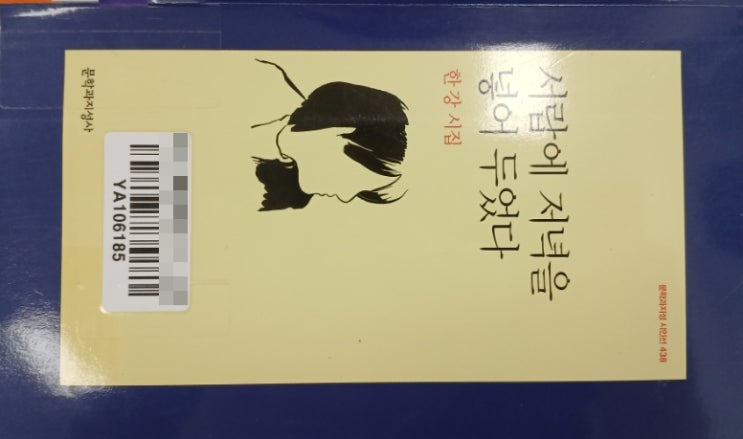 문학과지성 시인선 438
서랍에 저녁을
넣어 두었다
한강 시집
문학과지성사
YA106185